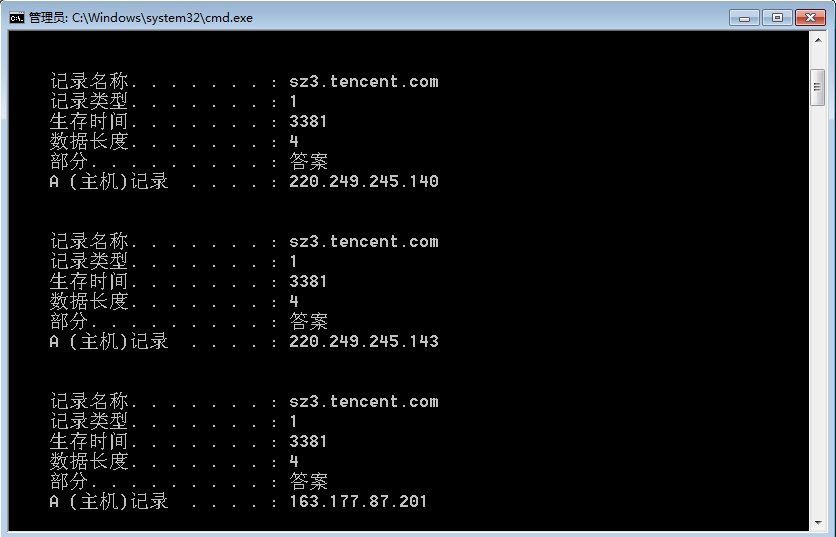 管理员: C:\Windows\system32\cmd.exe
记录名称. . . . . . . : sz3.tencent.com
记录类型. . . . . . . : 1
生存时间. . . . . . . : 3381
数据长度. . . . . . . : 4
部分. . . . . . . . . : 答案
A (主机)记录 . . . . : 220.249.245.140
记录名称. . . . . . . : sz3.tencent.com
记录类型. . . . . . . : 1
生存时间. . . . . . . : 3381
数据长度. . . . . . . : 4
部分. . . . . . . . . : 答案
A (主机)记录 . . . . : 220.249.245.143
记录名称. . . . . . . : sz3.tencent.com
记录类型. . . . . . . : 1
生存时间. . . . . . . : 3381
数据长度. . . . . . . : 4
部分. . . . . . . . . : 答案
A (主机)记录 . . . . : 163.177.87.201